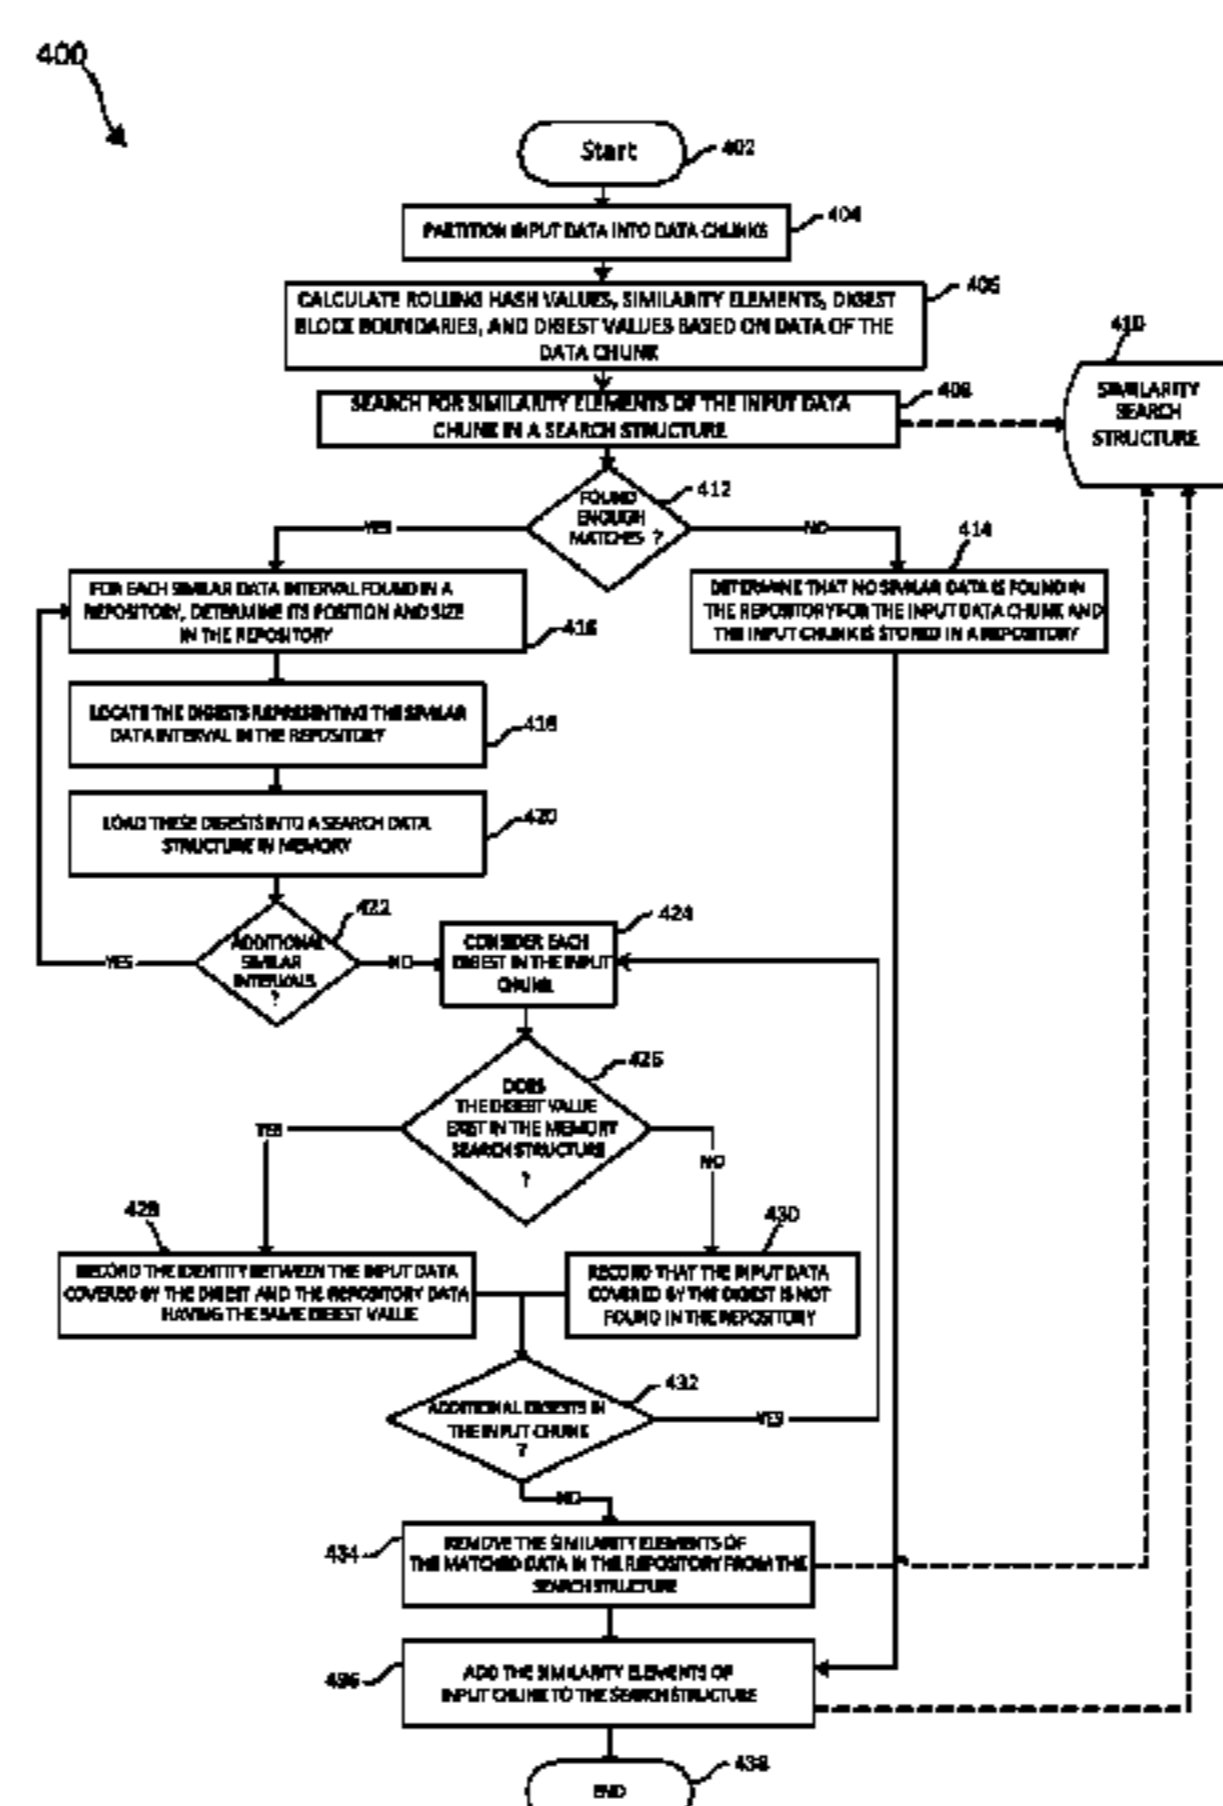 400
Start
402
PARTITION INPUT DATA INTO DATA CHUNKS
404
CALCULATE ROLLING HASH VALUES, SIMILARITY ELEMENTS, DIGEST
BLOCK BOUNDARIES, AND DIGEST VALUES BASED ON DATA OF THE
DATA CHUNK
406
SEARCH FOR SIMILARITY ELEMENTS OF THE INPUT DATA
CHUNK IN A SEARCH STRUCTURE
408
410
SIMILARITY
SEARCH
STRUCTURE
FOUND
ENOUGH
MATCHES ?
412
YES
NO
414
FOR EACH SIMILAR DATA INTERVAL FOUND IN A
REPOSITORY, DETERMINE ITS POSITION AND SIZE
IN THE REPOSITORY
416
DETERMINE THAT NO SIMILAR DATA IS FOUND IN
THE REPOSITORY FOR THE INPUT DATA CHUNK AND
THE INPUT CHUNK IS STORED IN A REPOSITORY
LOCATE THE DIGESTS REPRESENTING THE SIMILAR
DATA INTERVAL IN THE REPOSITORY
418
LOAD THESE DIGESTS INTO A SEARCH DATA
STRUCTURE IN MEMORY
420
ADDITIONAL
SIMILAR
INTERVALS
?
422
YES
NO
CONSIDER EACH
DIGEST IN THE INPUT
CHUNK
424
DOES
THE DIGEST VALUE
EXIST IN THE MEMORY
SEARCH STRUCTURE
?
426
YES
NO
428
RECORD THE IDENTITY BETWEEN THE INPUT DATA
COVERED BY THE DIGEST AND THE REPOSITORY DATA
HAVING THE SAME DIGEST VALUE
430
RECORD THAT THE INPUT DATA
COVERED BY THE DIGEST IS NOT
FOUND IN THE REPOSITORY
ADDITIONAL DIGESTS IN
THE INPUT CHUNK
?
432
YES
NO
434
REMOVE THE SIMILARITY ELEMENTS OF
THE MATCHED DATA IN THE REPOSITORY FROM THE
SEARCH STRUCTURE
436
ADD THE SIMILARITY ELEMENTS OF
INPUT CHUNK TO THE SEARCH STRUCTURE
END
438